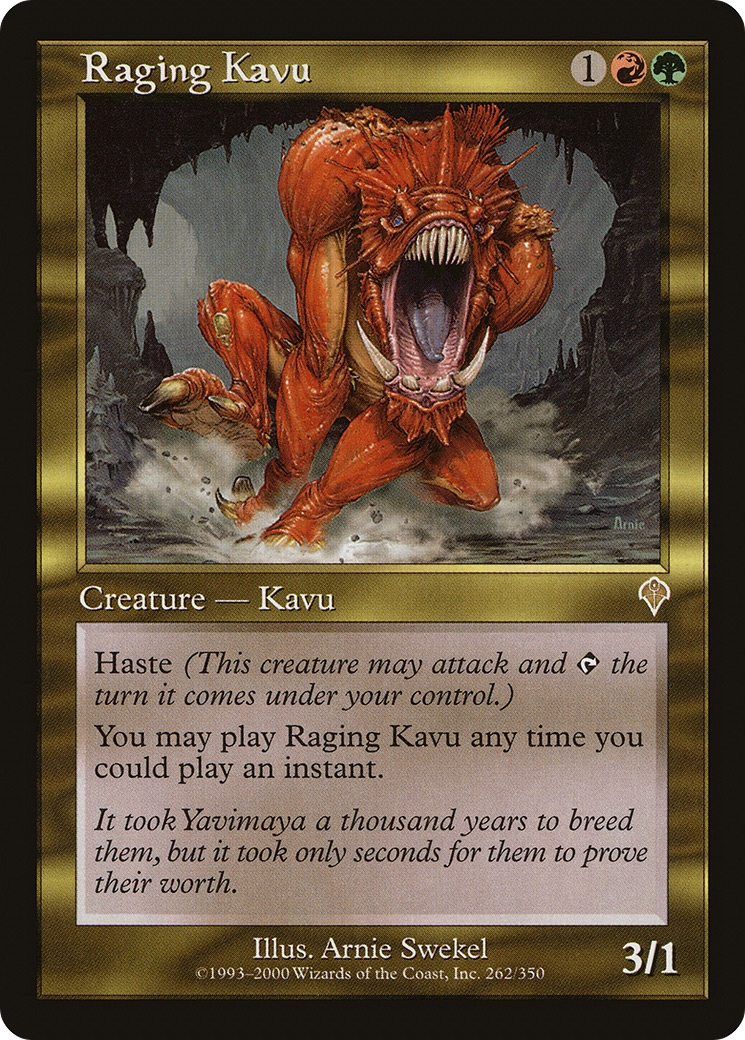 Raging Kavu 1
Arnie
Creature — Kavu
Haste (This creature may attack and the
turn it comes under your control.)
You may play Raging Kavu any time you
could play an instant.
It took Yavimaya a thousand years to breed
them, but it took only seconds for them to prove
their worth.
Illus. Arnie Swekel
©1993–2000 Wizards of the Coast, Inc. 262/350
3/1